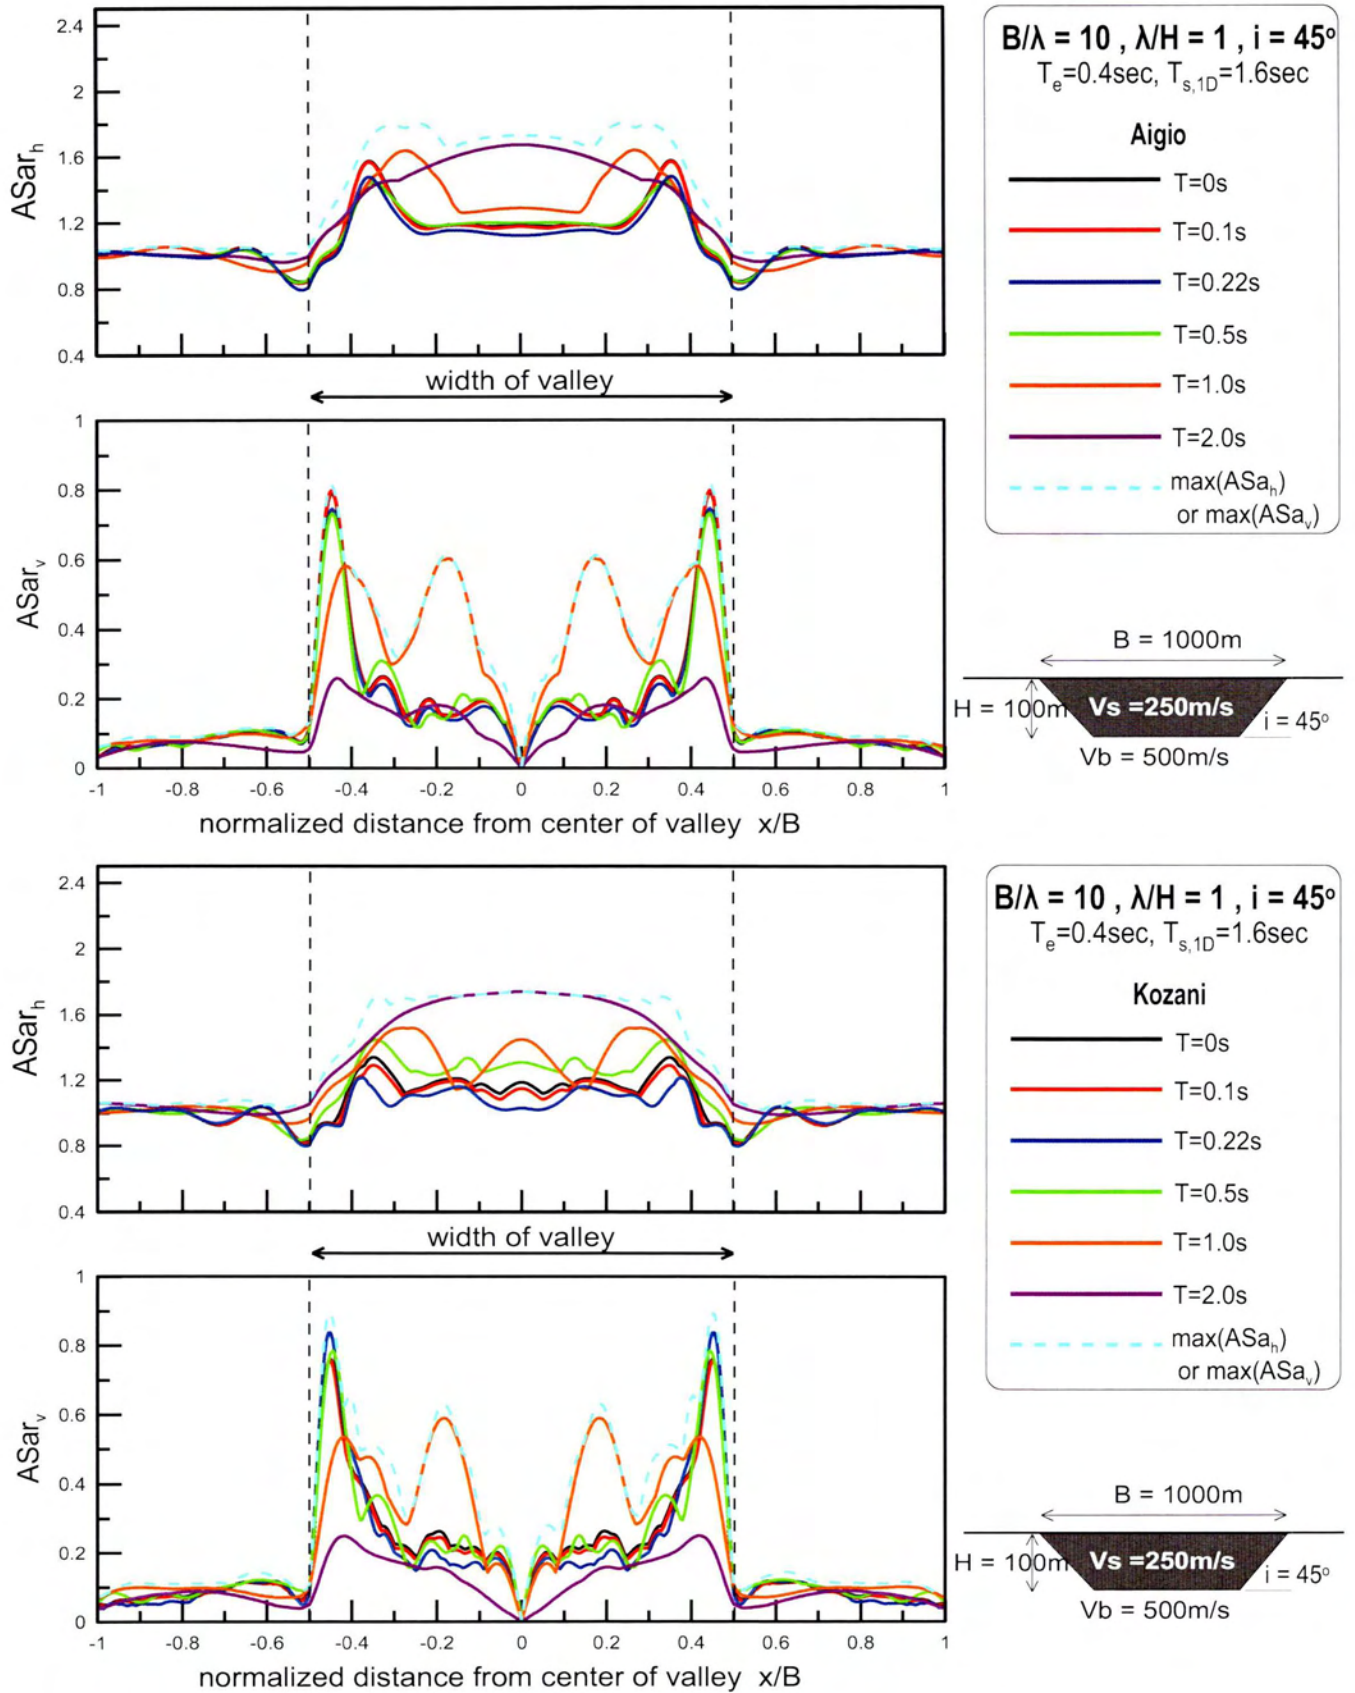 2.4
2
1.6
1.2
0.8
0.4
ASar_h
width of valley
1
0.8
0.6
0.4
0.2
0
ASar_v
-1 -0.8 -0.6 -0.4 -0.2 0 0.2 0.4 0.6 0.8 1
normalized distance from center of valley x/B
B/λ = 10 , λ/H = 1 , i = 45º
T_e=0.4sec, T_s,1D=1.6sec
Aigio
T=0s
T=0.1s
T=0.22s
T=0.5s
T=1.0s
T=2.0s
max(ASa_h)
or max(ASa_v)
B = 1000m
H = 100m
Vs =250m/s
i = 45º
Vb = 500m/s
2.4
2
1.6
1.2
0.8
0.4
ASar_h
width of valley
1
0.8
0.6
0.4
0.2
0
ASar_v
-1 -0.8 -0.6 -0.4 -0.2 0 0.2 0.4 0.6 0.8 1
normalized distance from center of valley x/B
B/λ = 10 , λ/H = 1 , i = 45º
T_e=0.4sec, T_s,1D=1.6sec
Kozani
T=0s
T=0.1s
T=0.22s
T=0.5s
T=1.0s
T=2.0s
max(ASa_h)
or max(ASa_v)
B = 1000m
H = 100m
Vs =250m/s
i = 45º
Vb = 500m/s